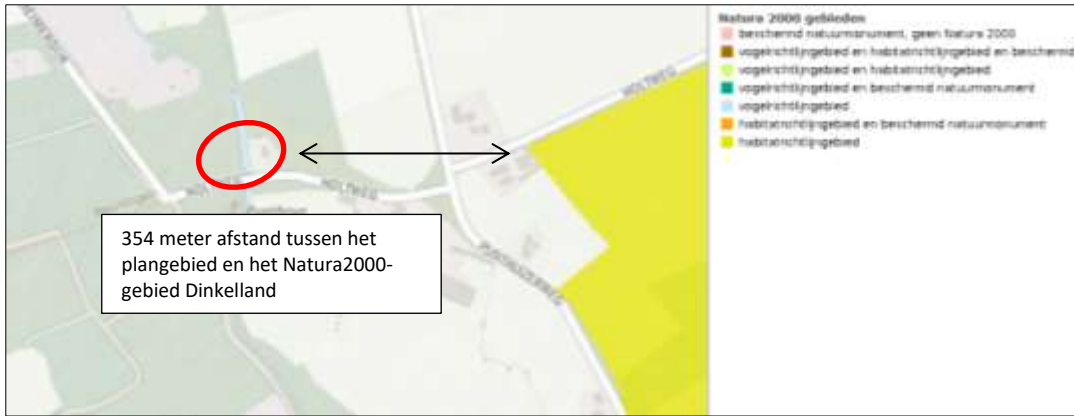 Natura 2000 gebieden
beschermd natuurmonument, geen Natura 2000
vogelrichtlijngebied en habitatrichtlijngebied en beschermd
vogelrichtlijngebied en habitatrichtlijngebied
vogelrichtlijngebied en beschermd natuurmonument
vogelrichtlijngebied
habitatrichtlijngebied en beschermd natuurmonument
habitatrichtlijngebied
HOLTWEG
HOLTWEG
354 meter afstand tussen het
plangebied en het Natura2000-
gebied Dinkelland